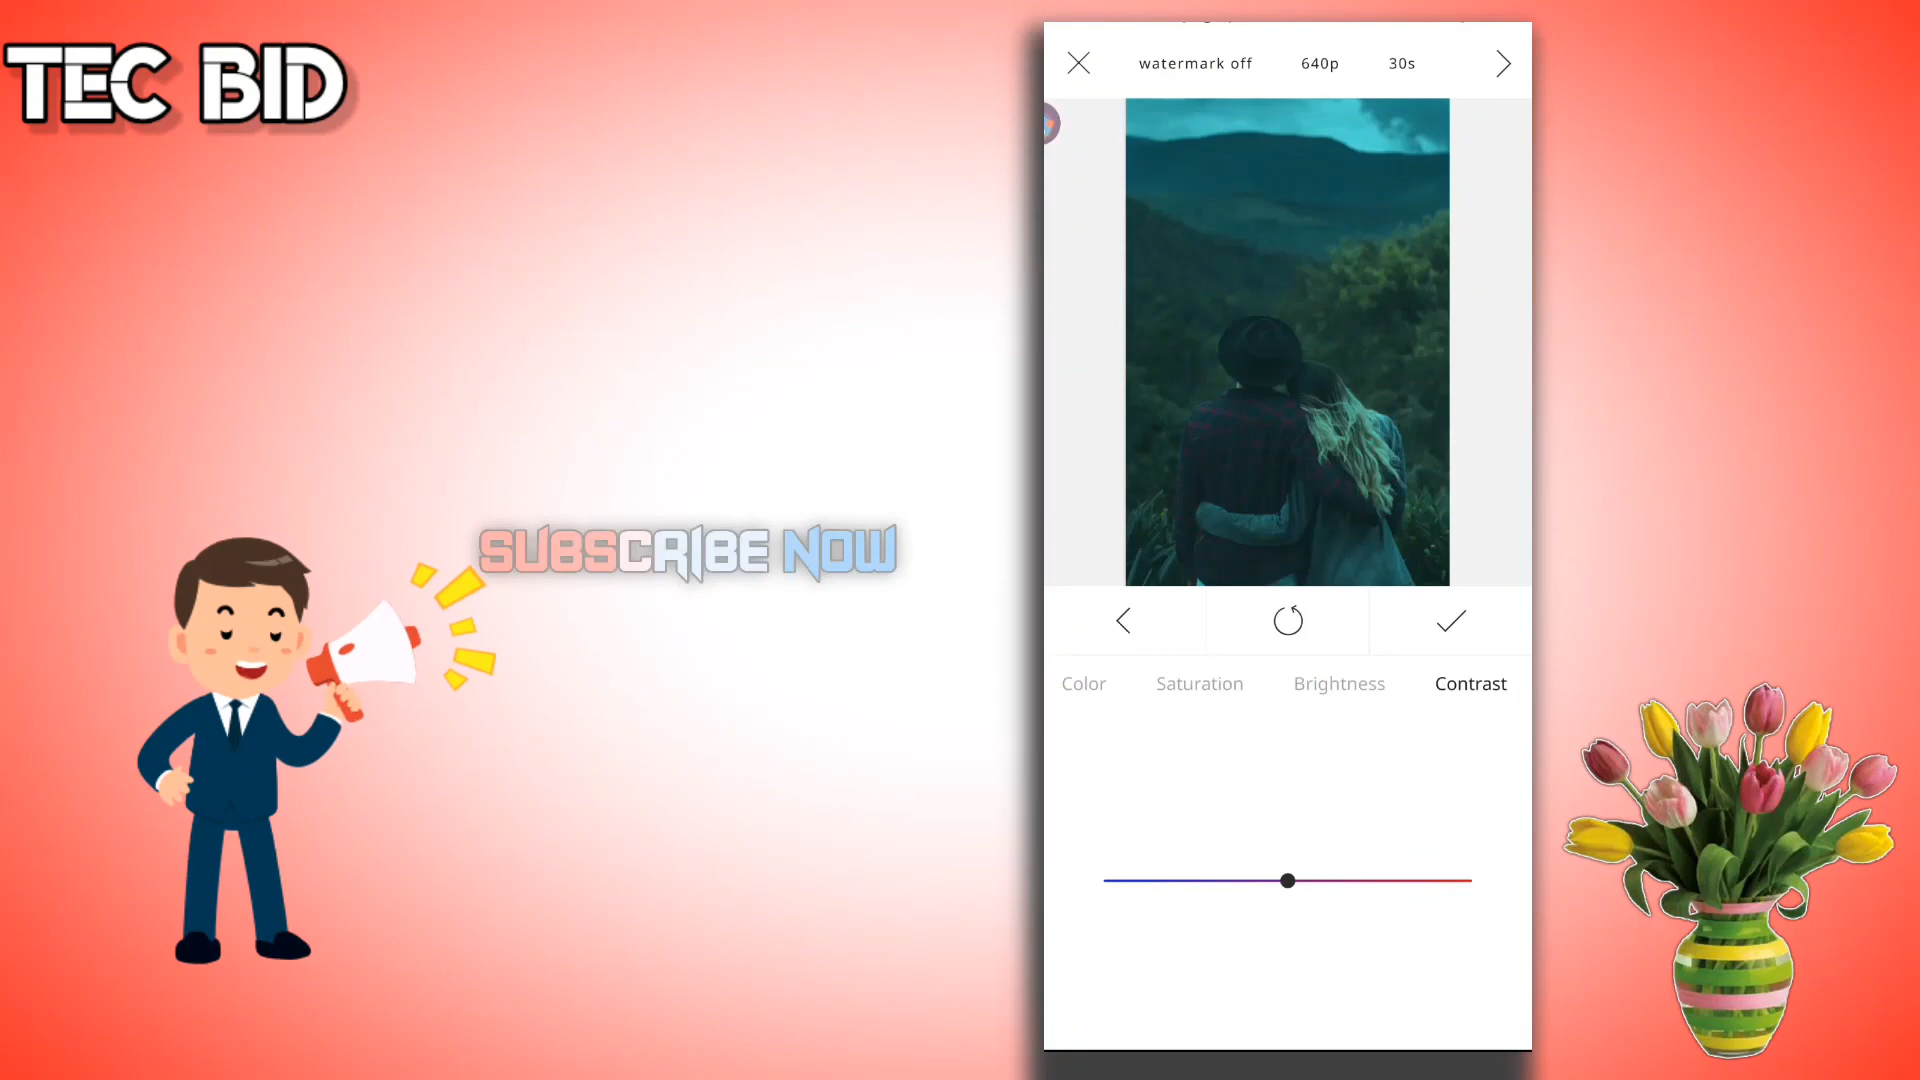 TEC BID
watermark off 640p 30s
SUBSCRIBE NOW
Color Saturation Brightness Contrast